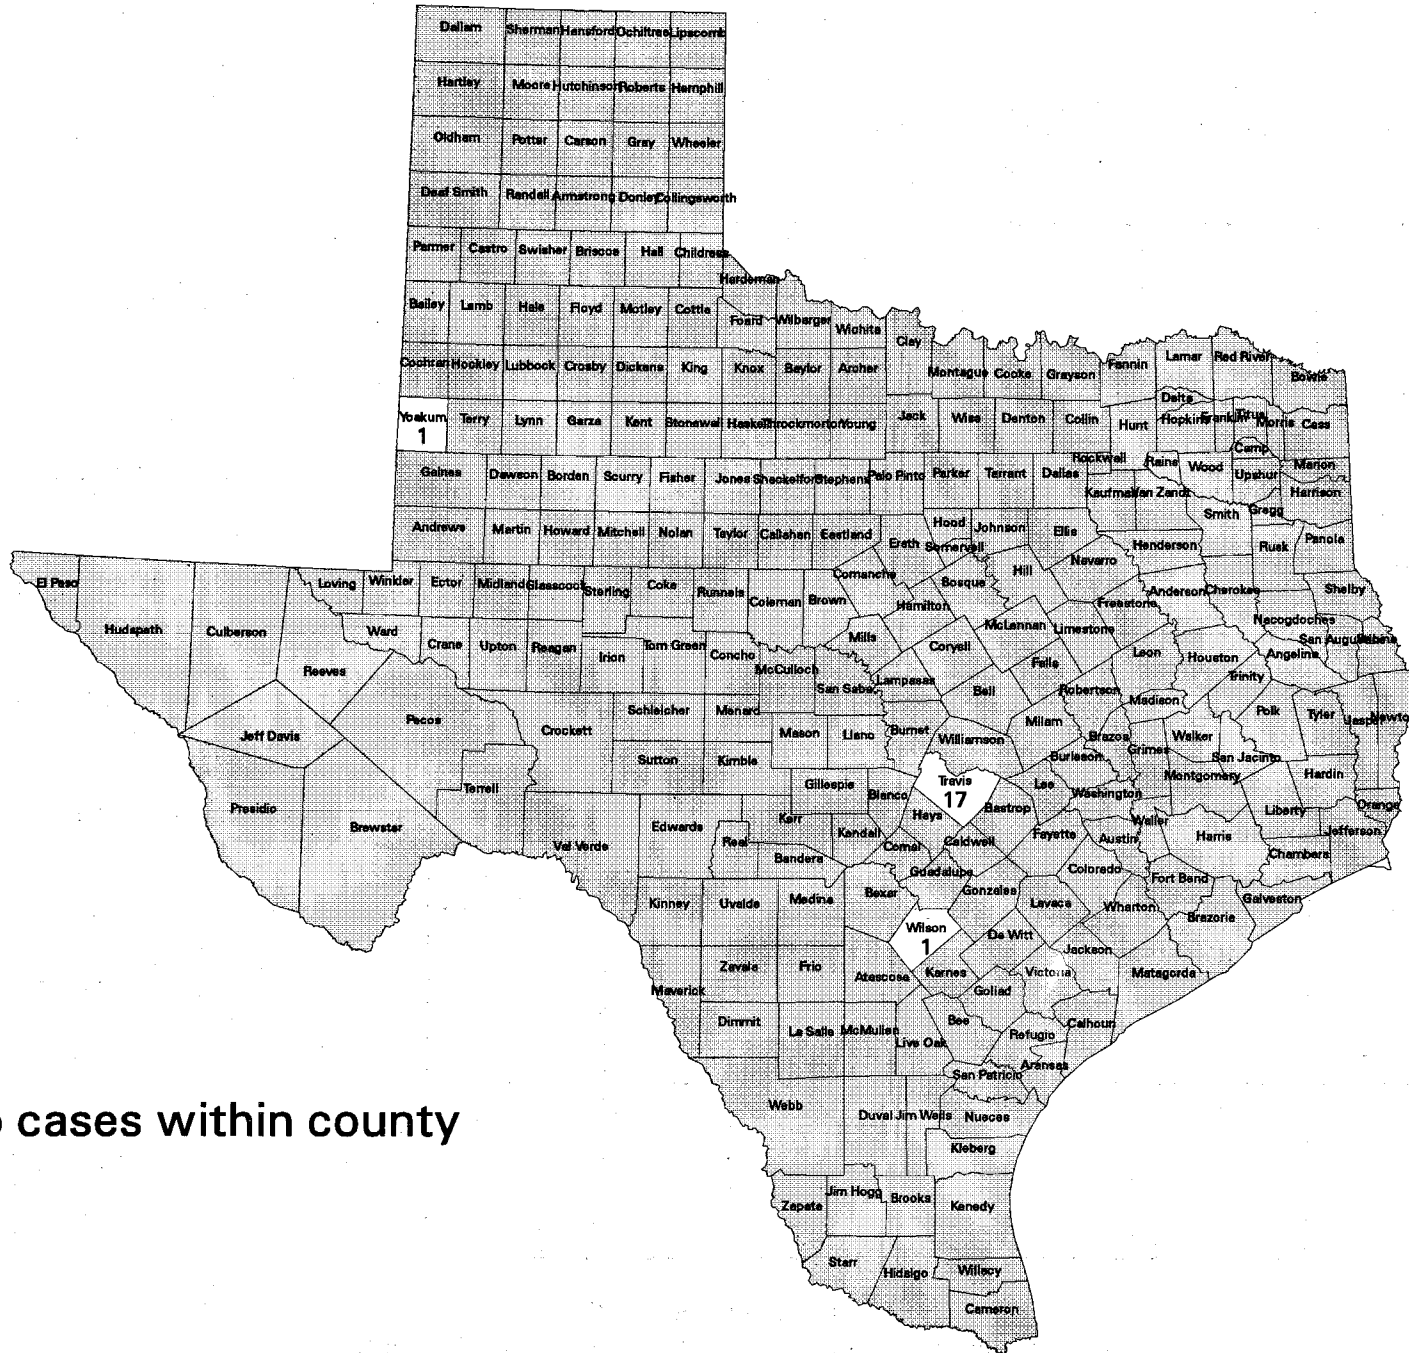 Dallam Sherman Hansford Ochiltree Lipscomb
Hartley Moore Hutchinson Roberts Hemphill
Oldham Potter Carson Gray Wheeler
Deaf Smith Randall Armstrong Donley Collingsworth
Parmer Castro Swisher Briscoe Hall Childress
Hardeman
Bailey Lamb Hale Floyd Motley Cottle Foard Wilbarger Wichita
Clay
Cochran Hockley Lubbock Crosby Dickens King Knox Baylor Archer Montague Cooke Grayson Fannin Lamar Red River Bowie
Delta
Yoakum Terry Lynn Garza Kent Stonewal Haskell Throckmorton Young Jack Wise Denton Collin Hunt Hopkins Franklin Titus Morris Cass
1
Camp
Gaines Dawson Borden Scurry Fisher Jones Shackelford Stephens Palo Pinto Parker Tarrant Dallas Rockwall Rains Wood Upshur Marion
Kaufman Van Zandt Harrison
Andrews Martin Howard Mitchell Nolan Taylor Callahan Eastland Hood Johnson Ellis Smith Gregg
Erath Somervell Henderson Rusk Panola
El Paso Loving Winkler Ector Midland Glasscock Sterling Coke Runnels Coleman Brown Comanche Bosque Hill Navarro Anderson Cherokee Shelby
Hamilton Freestone
Hudspath Culberson Ward Mills McLennan Limestone Nacogdoches
Crane Upton Reagan Irion Tom Green Concho Coryell San Augustine Sabine
Reeves McCulloch San Saba Lampasas Bell Falls Leon Houston Angelina
Trinity
Pecos Schleicher Menard Robertson Madison Polk Tyler Jasper Newton
Jeff Davis Crockett Mason Llano Burnet Williamson Milam Brazos Grimes Walker
Sutton Kimble Burleson San Jacinto
Terrell Gillespie Blanco Travis Lee Washington Montgomery Hardin
17
Presidio Brewster Edwards Kerr Kendall Hays Bastrop Waller Liberty Orange
Val Verde Real Bandera Comal Caldwell Fayette Austin Harris Jefferson
Guadalupe Colorado Chambers
Kinney Uvalde Medina Bexar Gonzales Lavaca Wharton Fort Bend Galveston
Wilson Brazoria
1
De Witt Jackson
Zavala Frio Atascosa Karnes Victoria Matagorda
Maverick Goliad
Dimmit La Salle McMullen Live Oak Bee Refugio Calhoun
Aransas
San Patricio
Webb Duval Jim Wells Nueces
cases within county
Kleberg
Zapata Jim Hogg Brooks Kenedy
Starr Hidalgo Willacy
Cameron